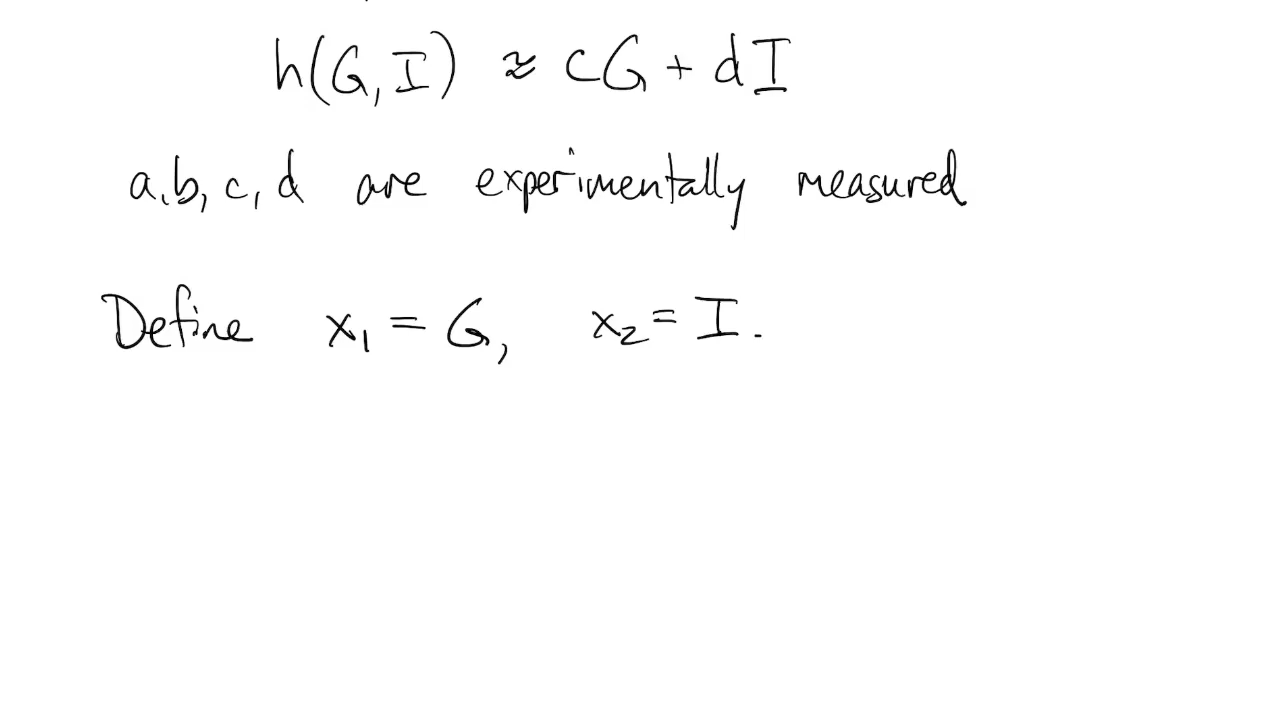 h(G, I) ≈ cG + dI
a, b, c, d are experimentally measured
Define x₁ = G, x₂ = I.